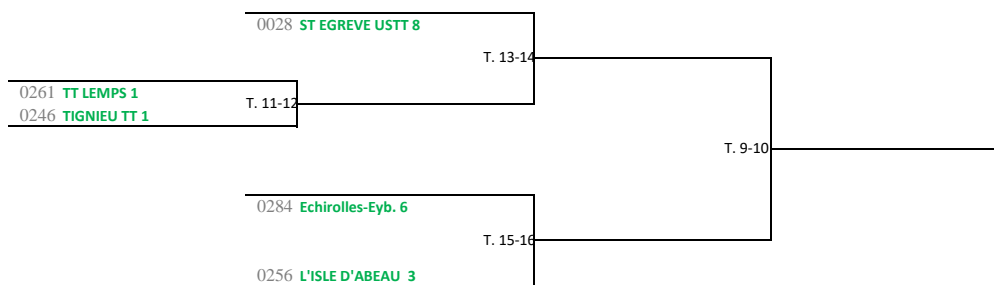 0028 ST EGREVE USTT 8
T. 13-14
0261 TT LEMPS 1
T. 11-12
0246 TIGNIEU TT 1
T. 9-10
0284 Echirolles-Eyb. 6
T. 15-16
0256 L'ISLE D'ABEAU 3